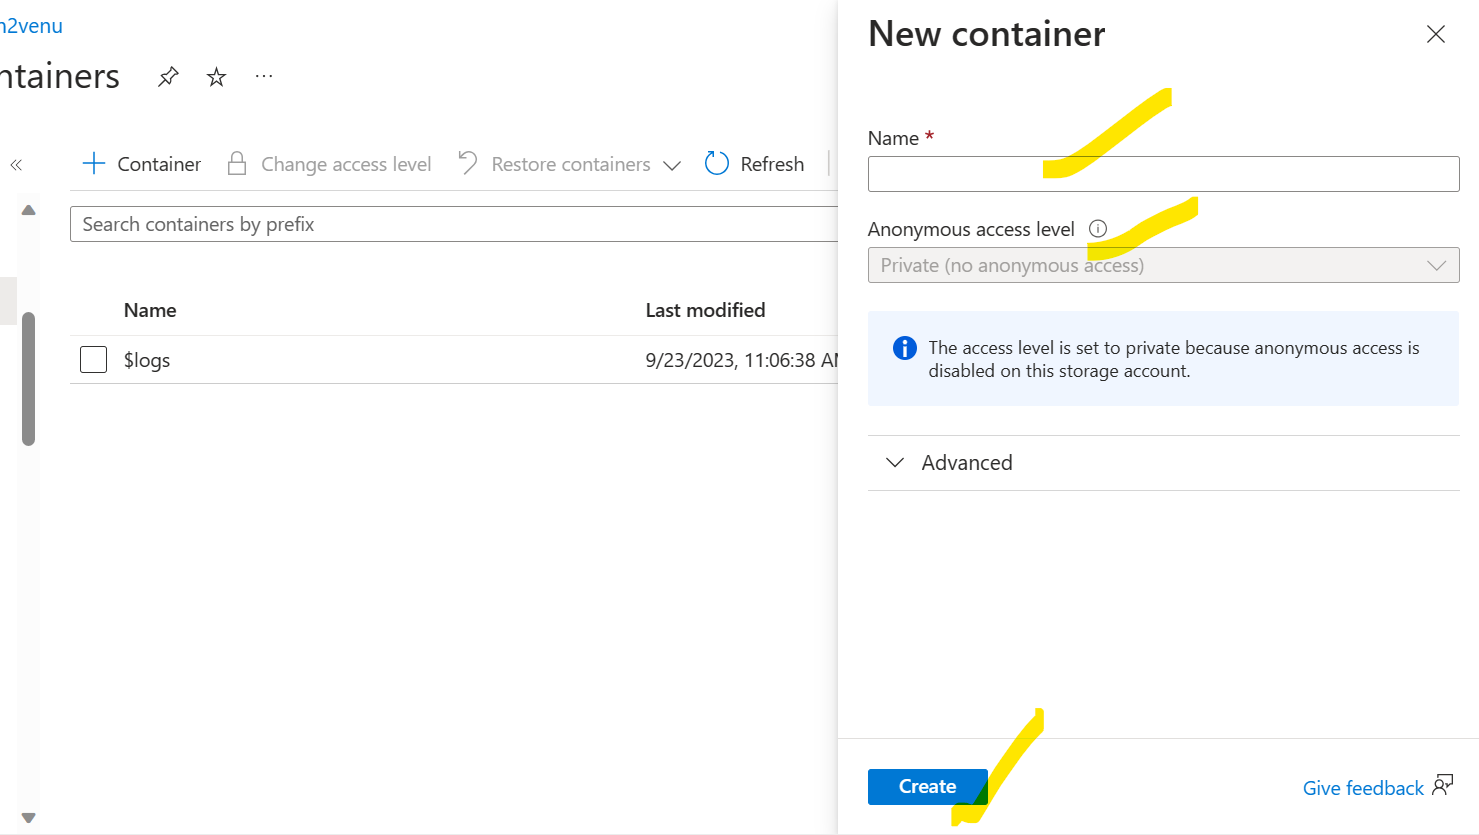 n2venu
ntainers
Container
Change access level
Restore containers
Refresh
Search containers by prefix
Name
Last modified
$logs
9/23/2023, 11:06:38 AM
New container
Name *
Anonymous access level
Private (no anonymous access)
The access level is set to private because anonymous access is
disabled on this storage account.
Advanced
Create
Give feedback